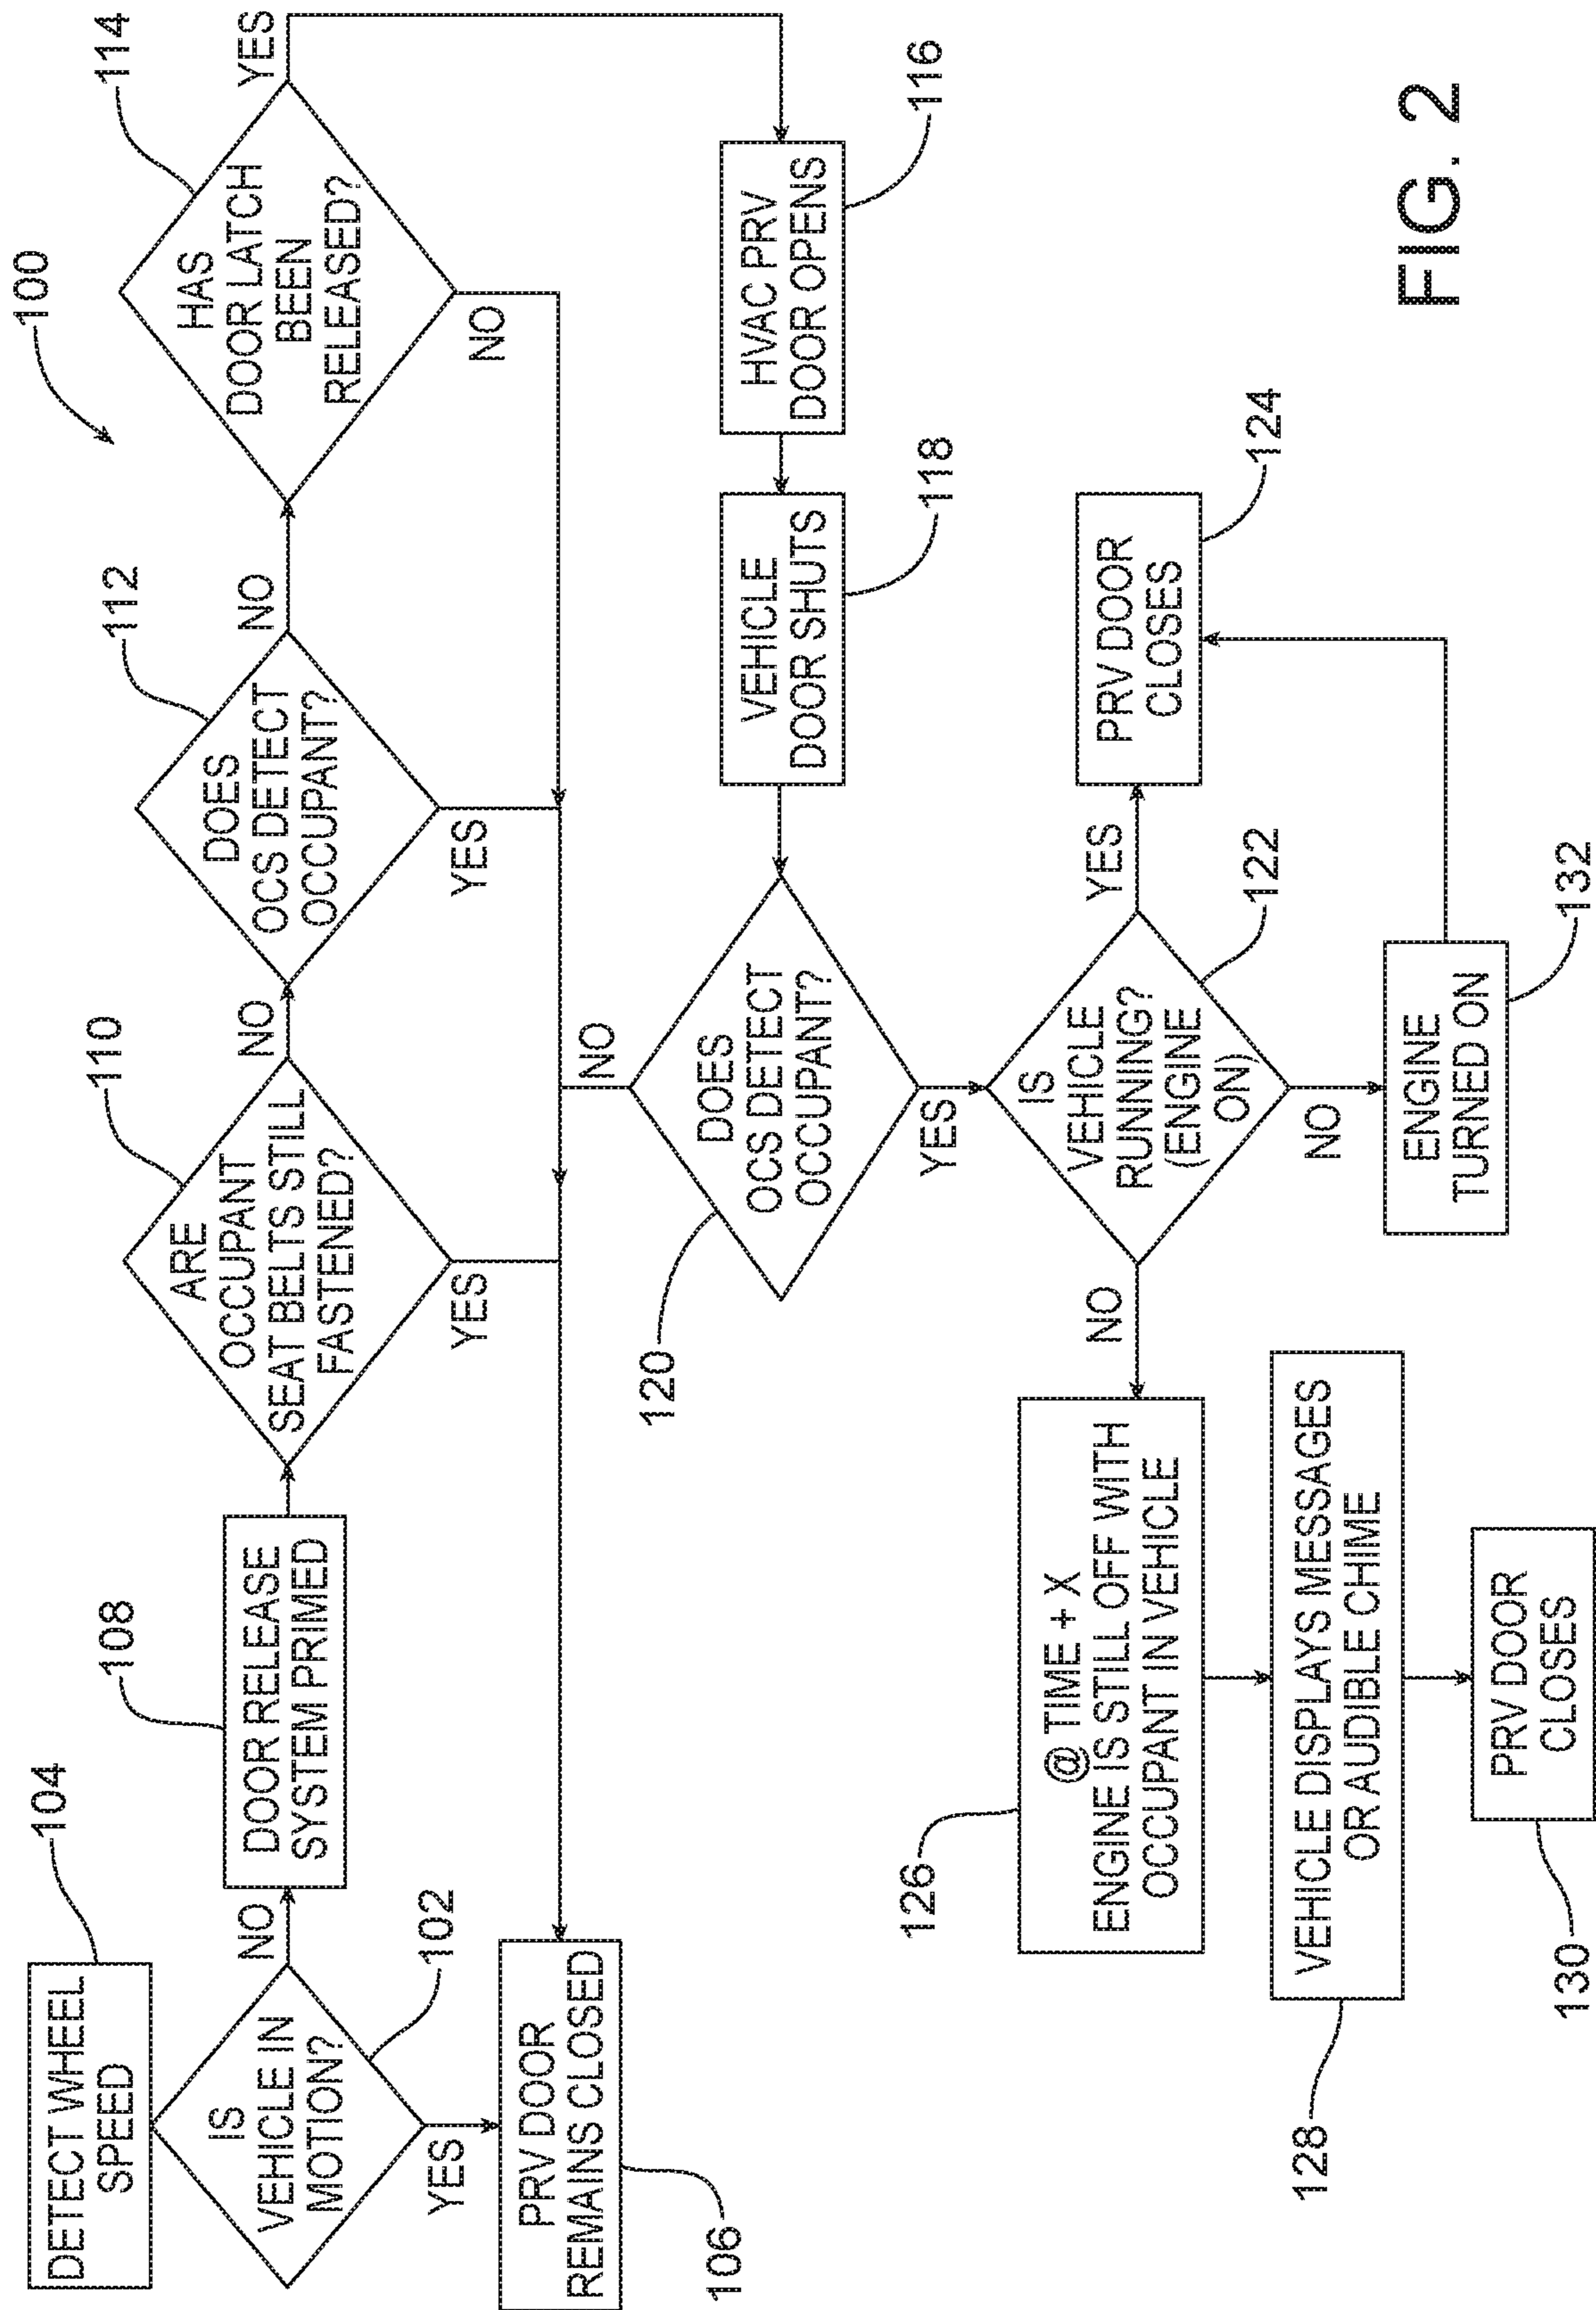 100
104
DETECT WHEEL
SPEED
IS
VEHICLE IN
MOTION?
102
NO
YES
PRV DOOR
REMAINS CLOSED
106
108
DOOR RELEASE
SYSTEM PRIMED
110
ARE
OCCUPANT
SEAT BELTS STILL
FASTENED?
NO
YES
112
DOES
OCS DETECT
OCCUPANT?
NO
YES
114
HAS
DOOR LATCH
BEEN
RELEASED?
YES
NO
HVAC PRV
DOOR OPENS
116
VEHICLE
DOOR SHUTS
118
DOES
OCS DETECT
OCCUPANT?
120
NO
YES
IS
VEHICLE
RUNNING?
(ENGINE
ON)
122
YES
PRV DOOR
CLOSES
124
NO
ENGINE
TURNED ON
132
NO
@ TIME + X
ENGINE IS STILL OFF WITH
OCCUPANT IN VEHICLE
126
VEHICLE DISPLAYS MESSAGES
OR AUDIBLE CHIME
128
PRV DOOR
CLOSES
130
FIG. 2